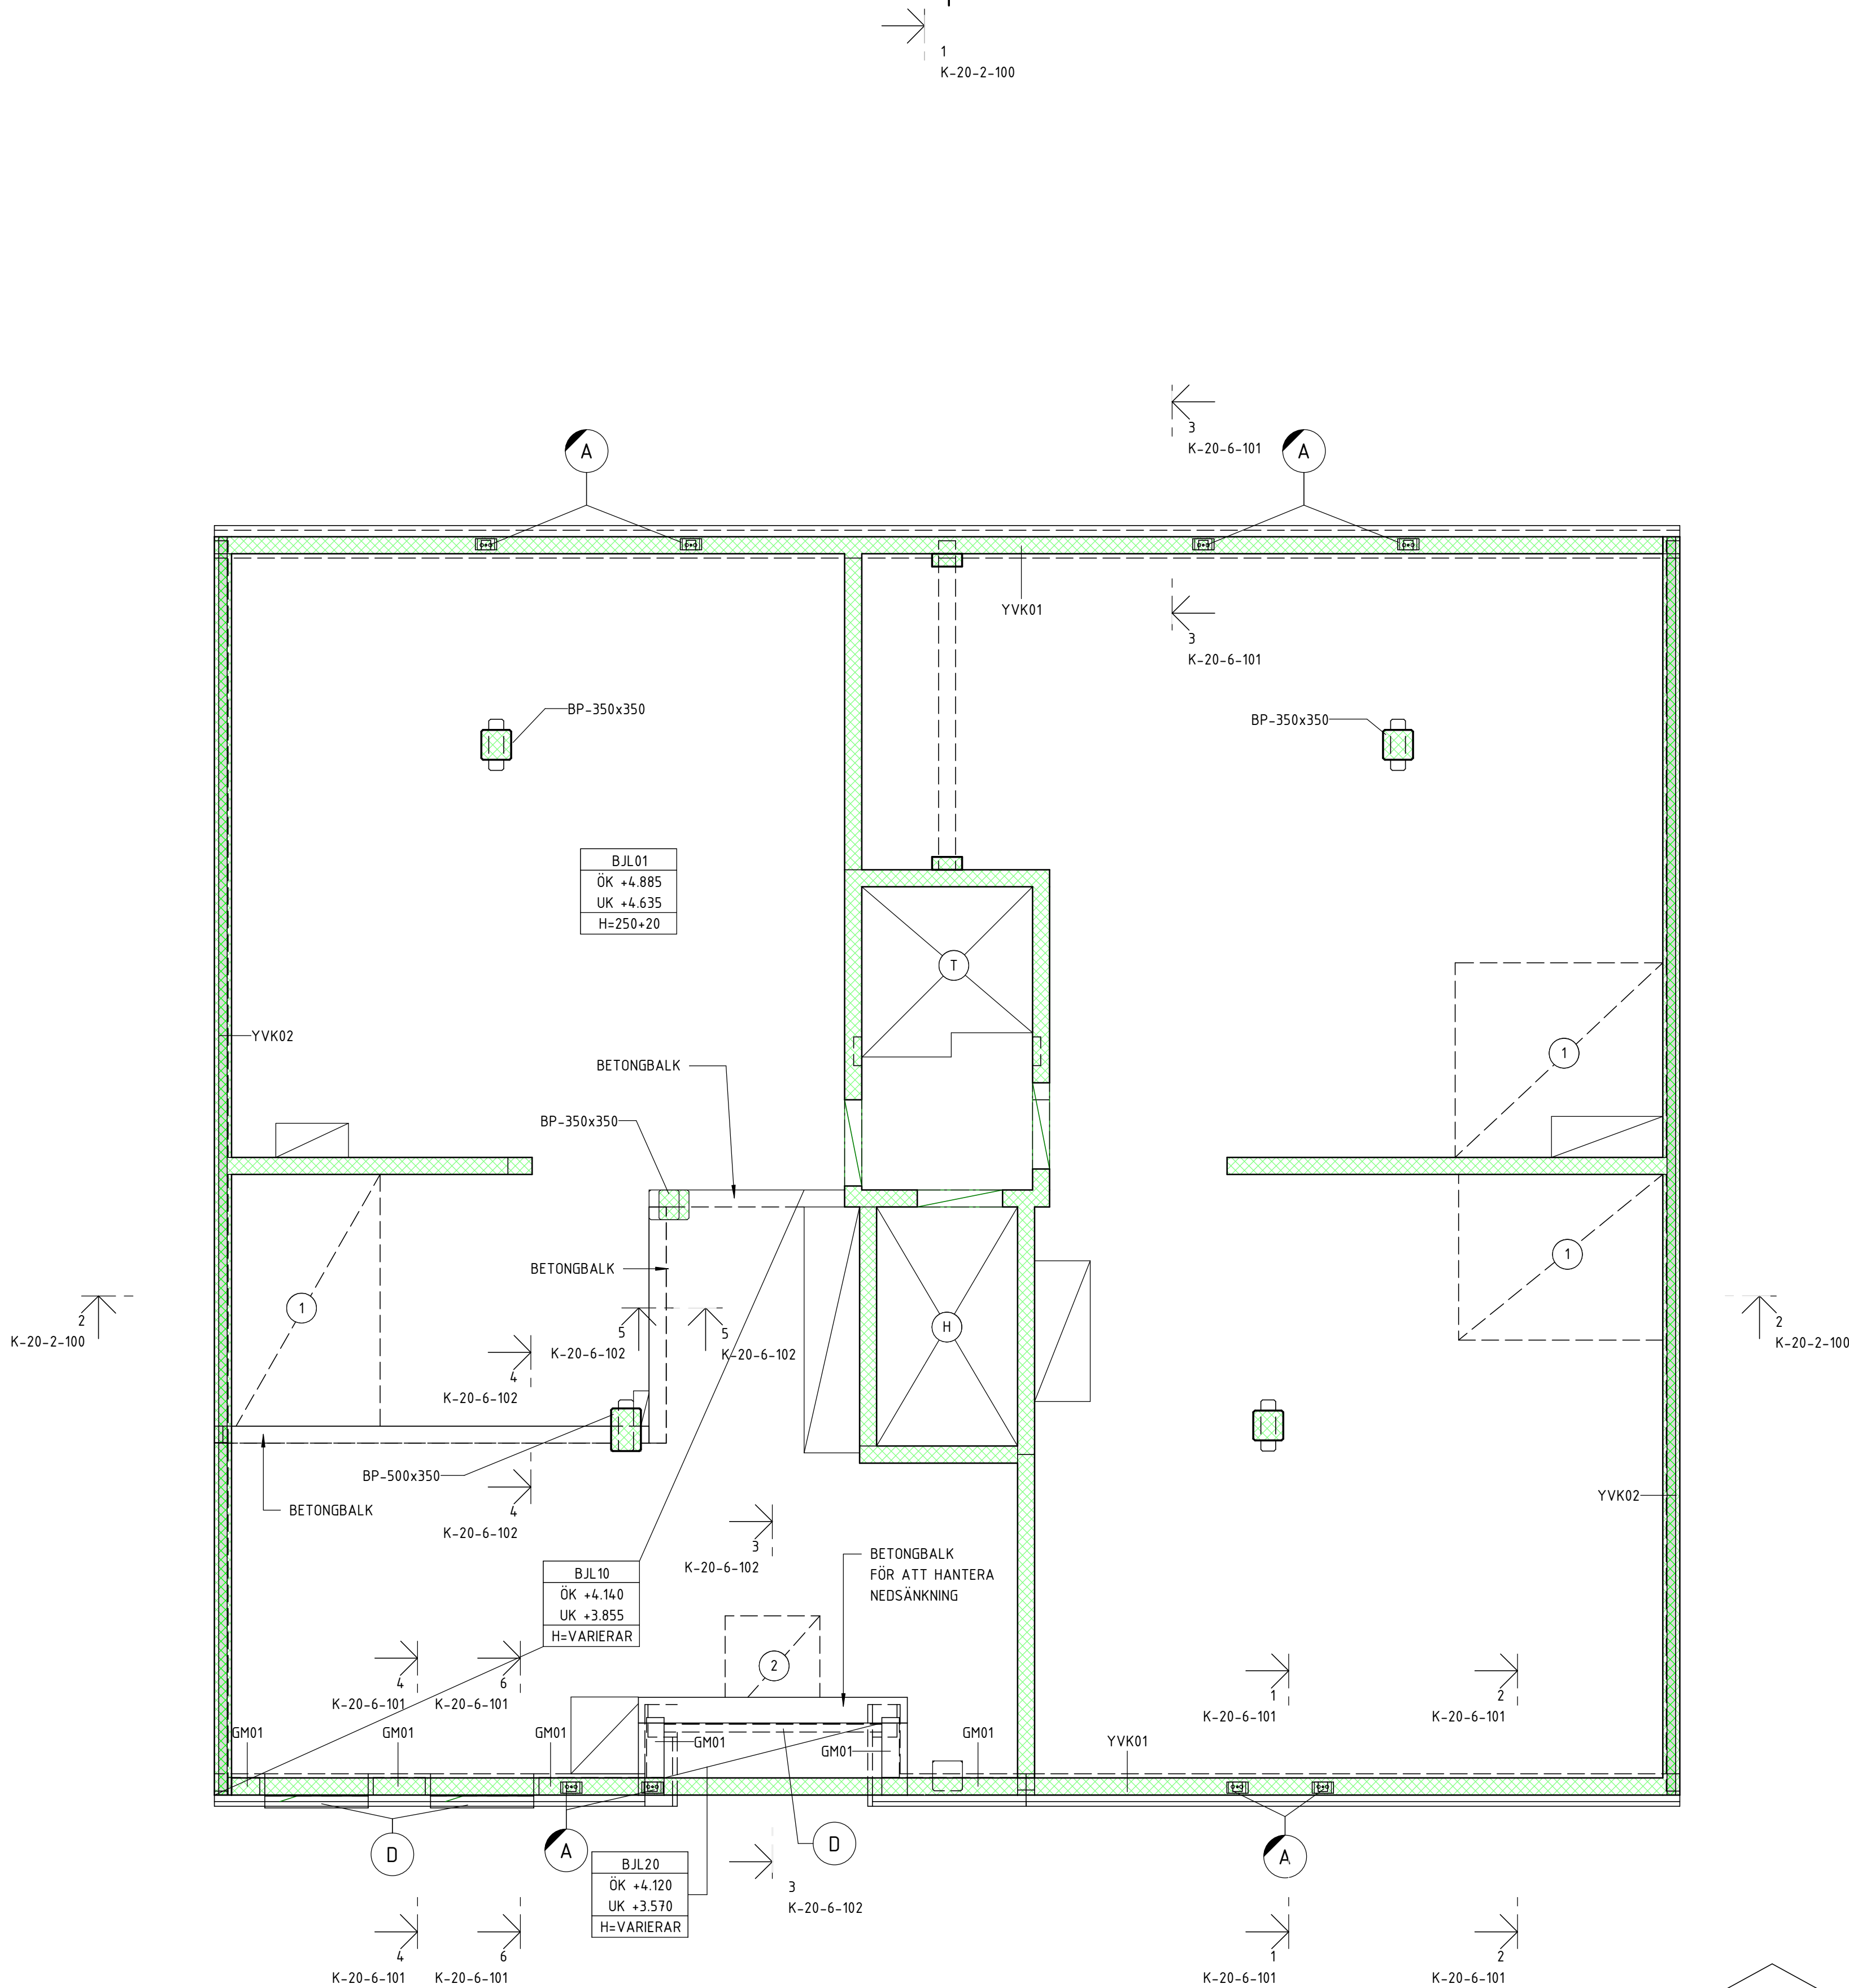 1
K-20-2-100
3
K-20-6-101
A
A
YVK01
3
K-20-6-101
BP-350x350
BP-350x350
BJL01
ÖK +4.885
UK +4.635
H=250+20
T
YVK02
1
BETONGBALK
BP-350x350
1
BETONGBALK
1
2
K-20-2-100
5
K-20-6-102
5
K-20-6-102
H
2
K-20-2-100
4
K-20-6-102
BP-500x350
BETONGBALK
4
K-20-6-102
YVK02
3
K-20-6-102
BETONGBALK
FÖR ATT HANTERA
NEDSÄNKNING
BJL10
ÖK +4.140
UK +3.855
H=VARIERAR
2
4
K-20-6-101
6
K-20-6-101
1
K-20-6-101
2
K-20-6-101
GM01
GM01
GM01
GM01
GM01
GM01
YVK01
D
A
D
A
BJL20
ÖK +4.120
UK +3.570
H=VARIERAR
3
K-20-6-102
4
K-20-6-101
6
K-20-6-101
1
K-20-6-101
2
K-20-6-101